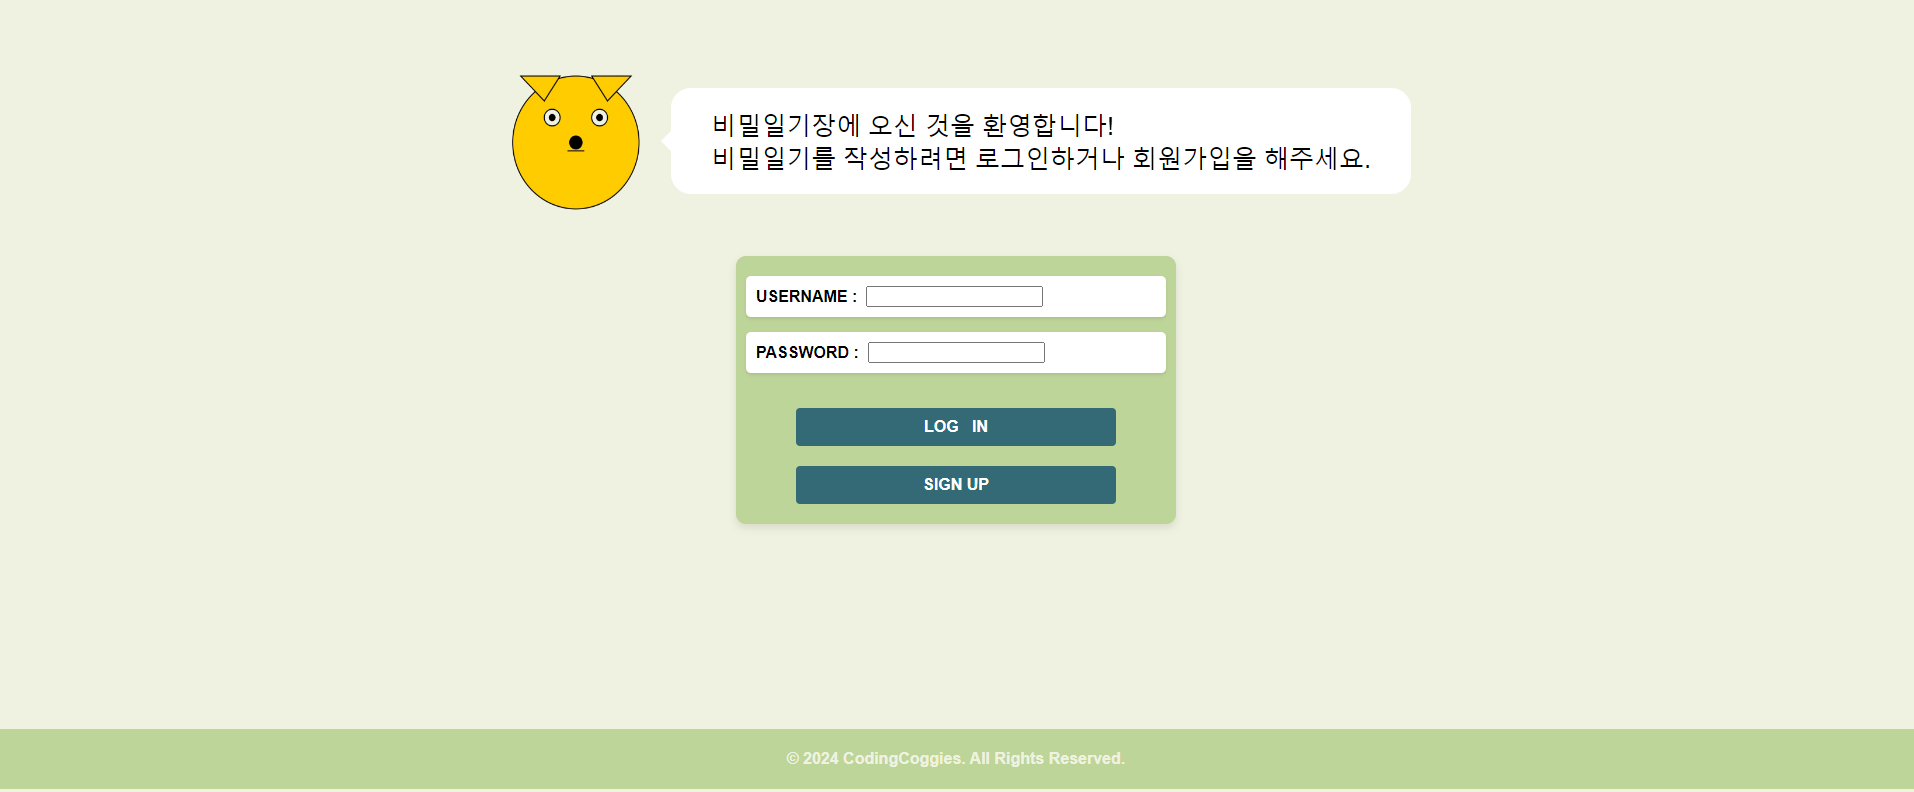 비밀일기장에 오신 것을 환영합니다!
비밀일기를 작성하려면 로그인하거나 회원가입을 해주세요.
USERNAME :
PASSWORD :
LOG IN
SIGN UP
© 2024 CodingCoggies. All Rights Reserved.